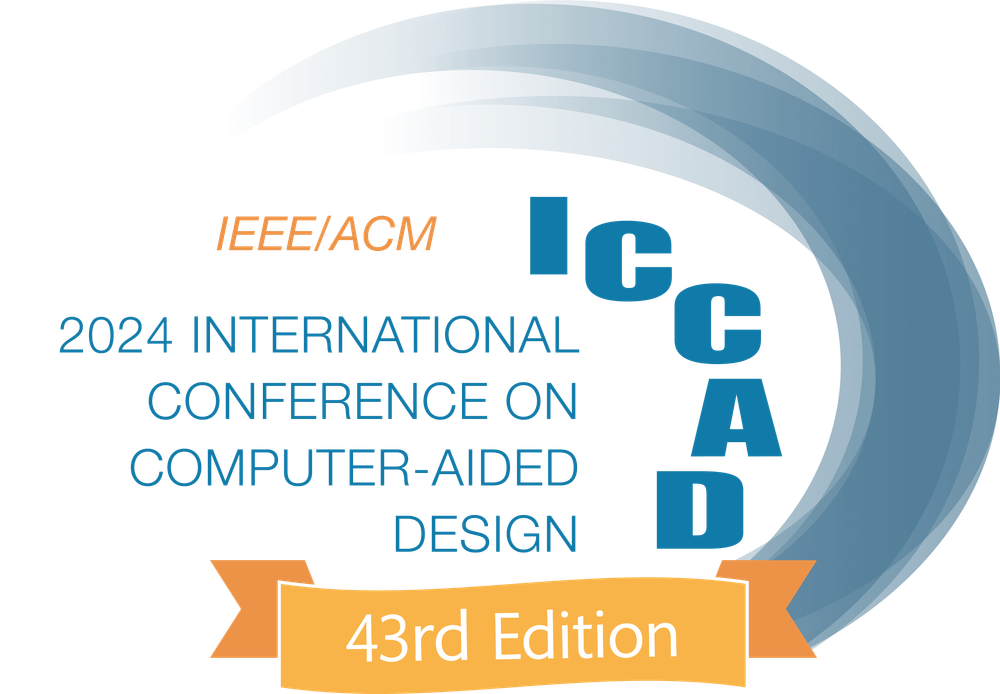 IEEE/ACM
ICCAD
2024 INTERNATIONAL
CONFERENCE ON
COMPUTER-AIDED
DESIGN
43rd Edition